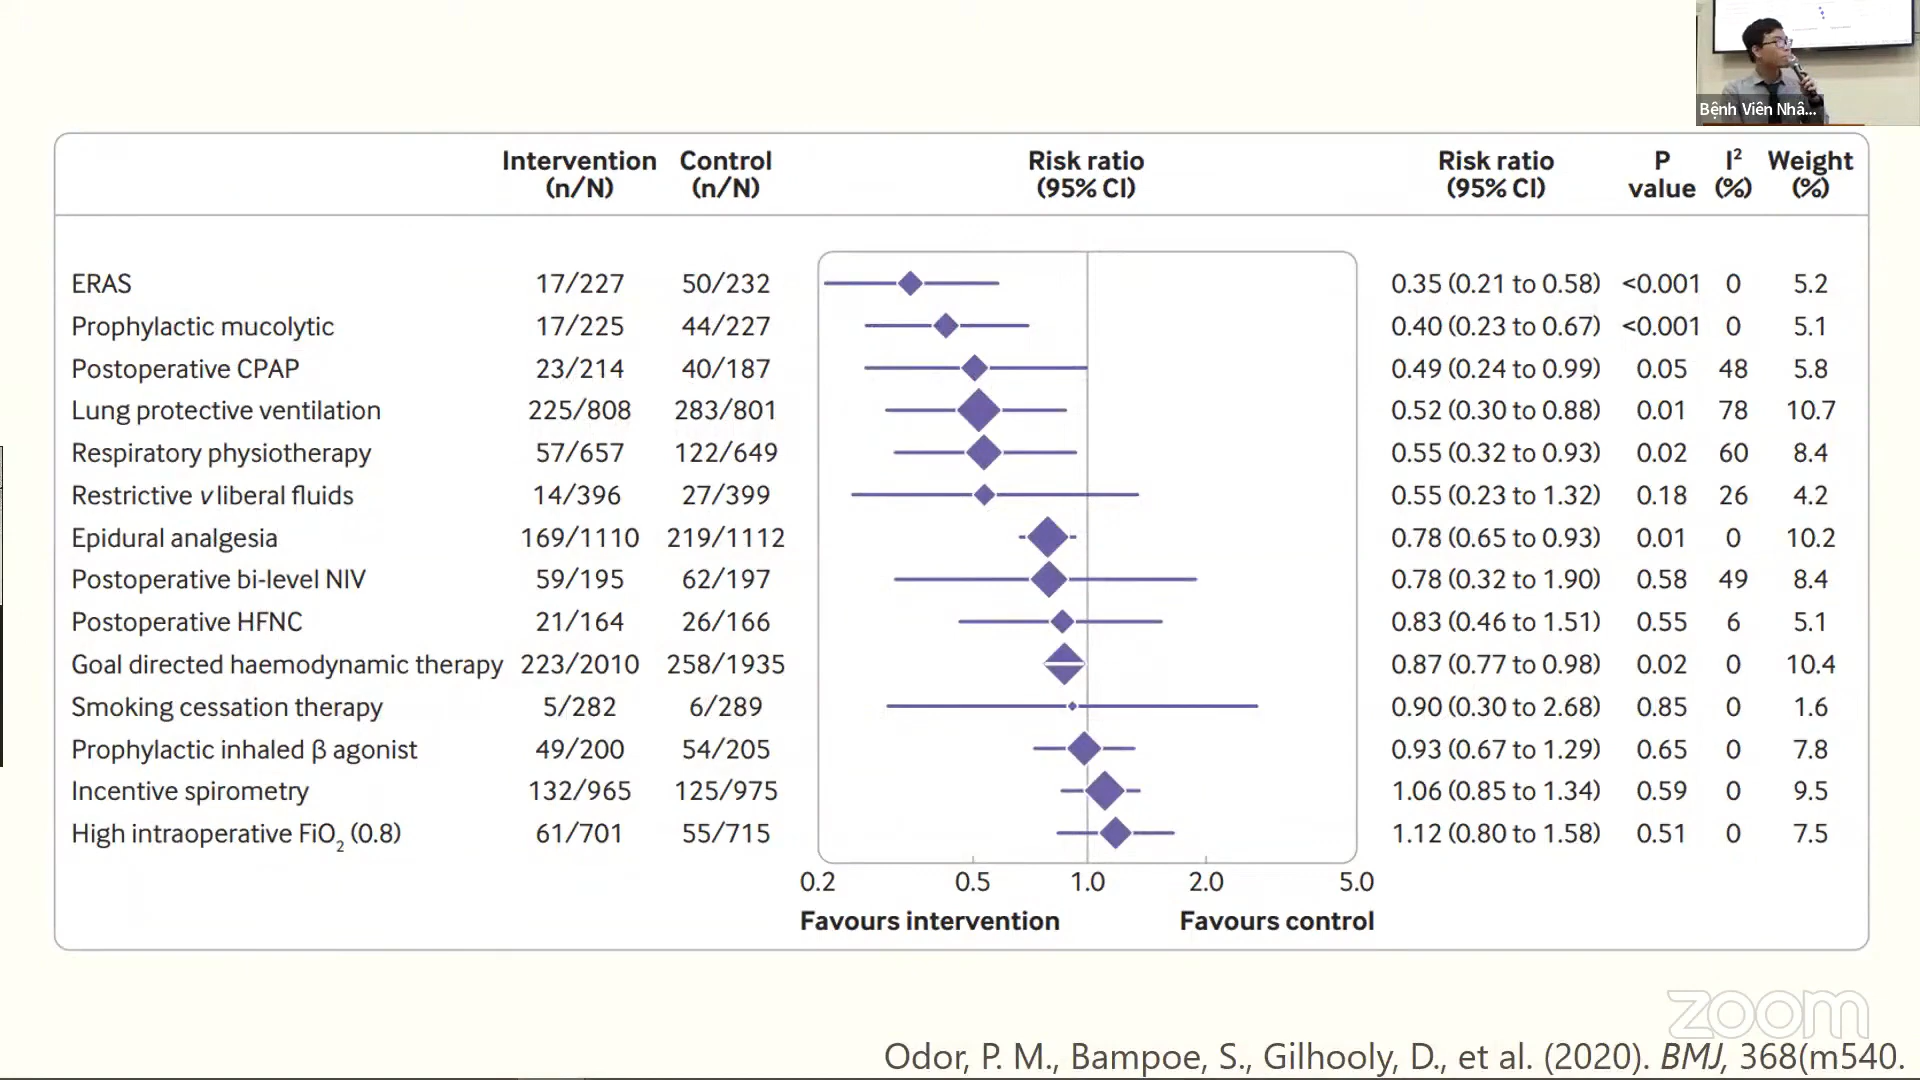 Bệnh Viên Nhâ...
Intervention (n/N) Control (n/N) Risk ratio (95% CI) Risk ratio (95% CI) P value I² (%) Weight (%)
ERAS 17/227 50/232 0.35 (0.21 to 0.58) <0.001 0 5.2
Prophylactic mucolytic 17/225 44/227 0.40 (0.23 to 0.67) <0.001 0 5.1
Postoperative CPAP 23/214 40/187 0.49 (0.24 to 0.99) 0.05 48 5.8
Lung protective ventilation 225/808 283/801 0.52 (0.30 to 0.88) 0.01 78 10.7
Respiratory physiotherapy 57/657 122/649 0.55 (0.32 to 0.93) 0.02 60 8.4
Restrictive v liberal fluids 14/396 27/399 0.55 (0.23 to 1.32) 0.18 26 4.2
Epidural analgesia 169/1110 219/1112 0.78 (0.65 to 0.93) 0.01 0 10.2
Postoperative bi-level NIV 59/195 62/197 0.78 (0.32 to 1.90) 0.58 49 8.4
Postoperative HFNC 21/164 26/166 0.83 (0.46 to 1.51) 0.55 6 5.1
Goal directed haemodynamic therapy 223/2010 258/1935 0.87 (0.77 to 0.98) 0.02 0 10.4
Smoking cessation therapy 5/282 6/289 0.90 (0.30 to 2.68) 0.85 0 1.6
Prophylactic inhaled β agonist 49/200 54/205 0.93 (0.67 to 1.29) 0.65 0 7.8
Incentive spirometry 132/965 125/975 1.06 (0.85 to 1.34) 0.59 0 9.5
High intraoperative FiO₂ (0.8) 61/701 55/715 1.12 (0.80 to 1.58) 0.51 0 7.5
0.2 0.5 1.0 2.0 5.0
Favours intervention Favours control
zoom
Odor, P. M., Bampoe, S., Gilhooly, D., et al. (2020). BMJ, 368(m540.